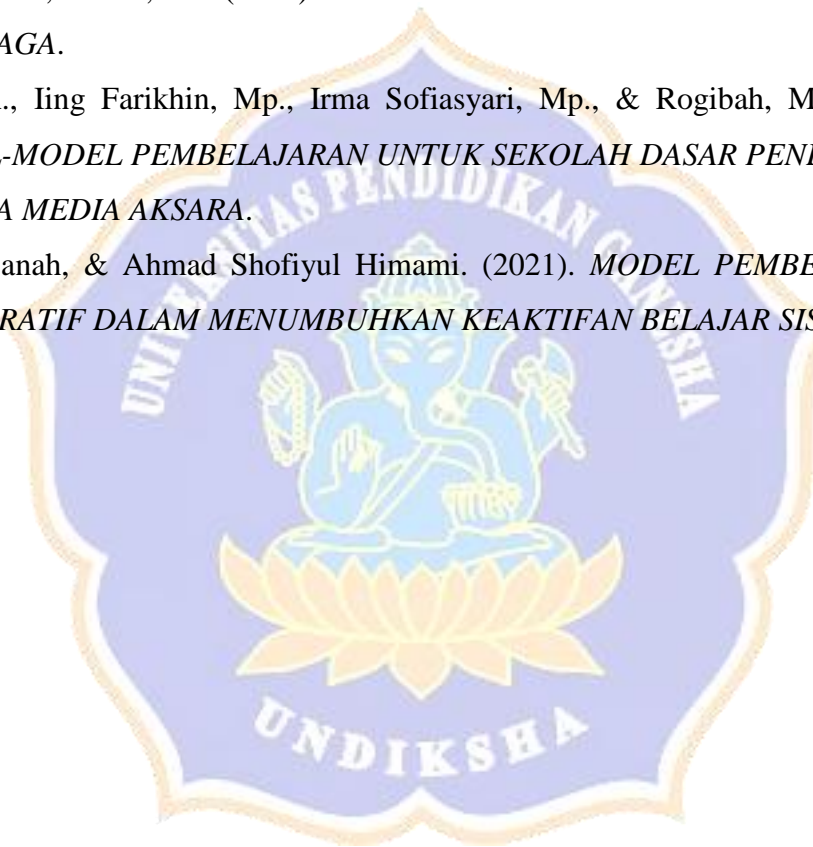 AGA.
., Iing Farikhin, Mp., Irma Sofiasyari, Mp., & Rogibah, M
-MODEL PEMBELAJARAN UNTUK SEKOLAH DASAR PEN
A MEDIA AKSARA.
anah, & Ahmad Shofiyul Himami. (2021). MODEL PEMBE
RATIF DALAM MENUMBUHKAN KEAKTIFAN BELAJAR SIS
UNIVERSITAS PENDIDIKAN GANESHA
UNDIKSHA